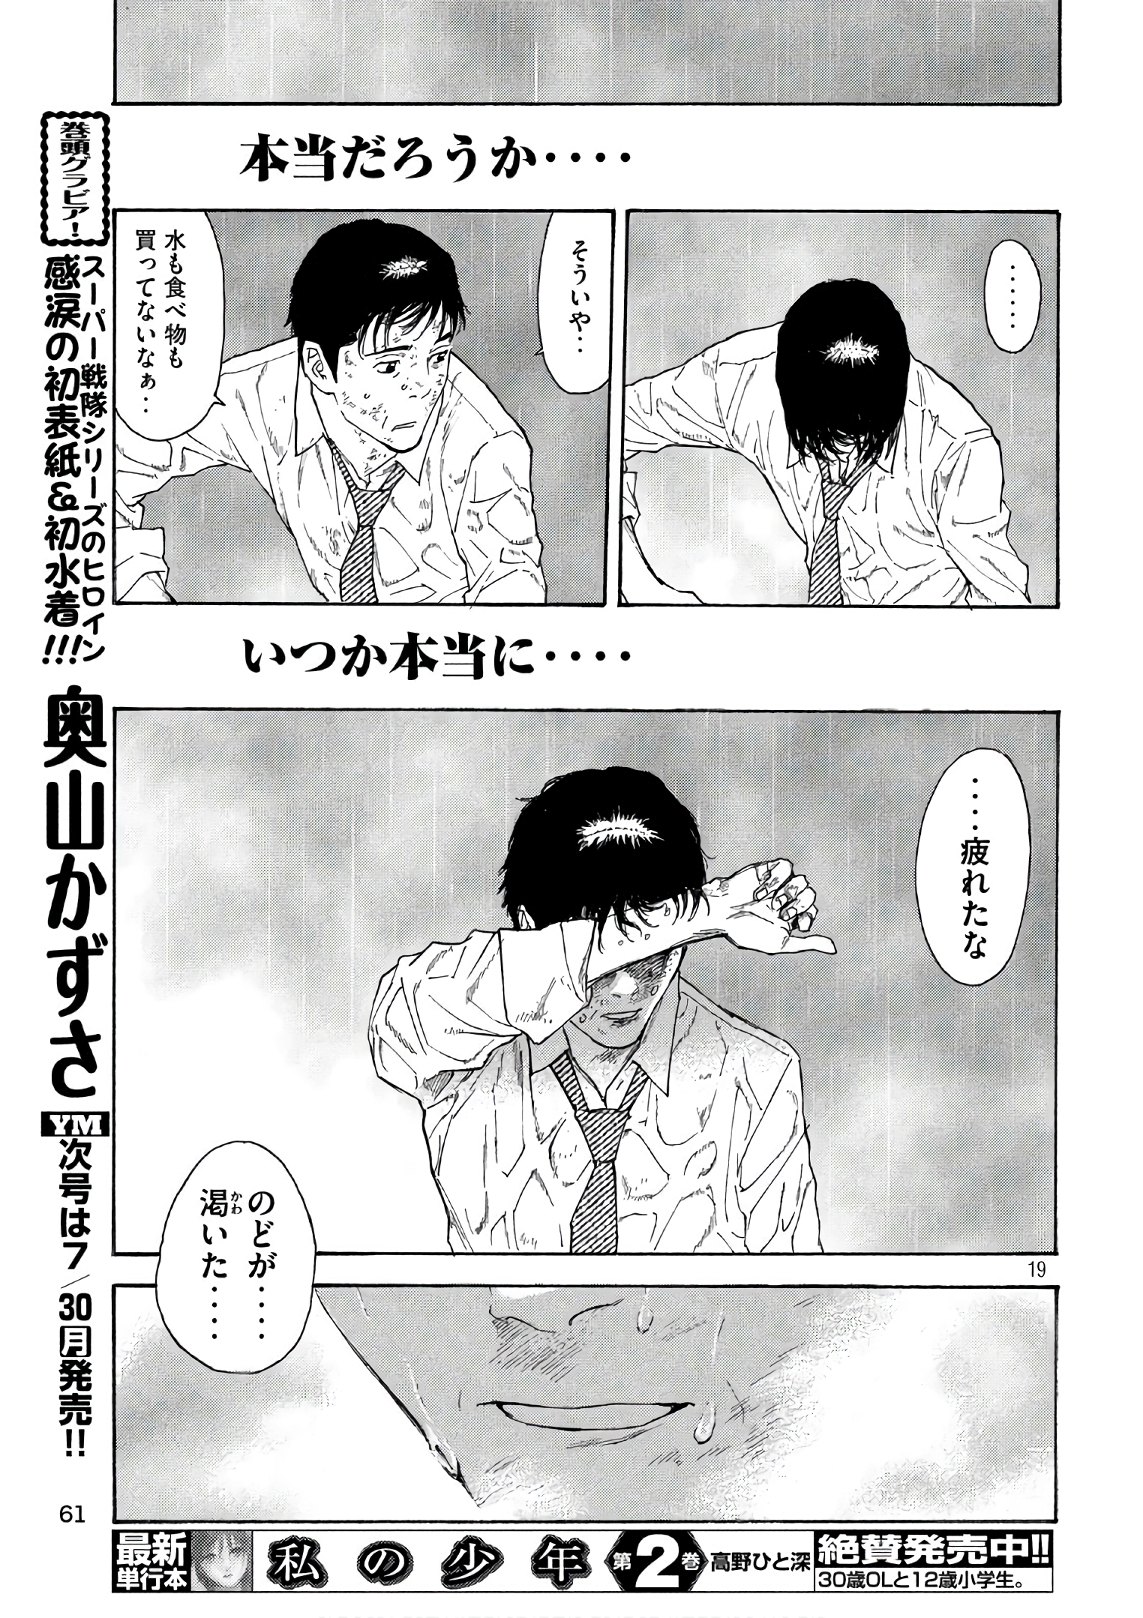 本当だろうか‥‥
‥‥‥
そういや‥
水も食べ物も
買ってないなぁ‥
いつか本当に‥‥
‥‥疲れたな
のどが‥‥
渇いた‥‥
かわ
19
巻頭グラビア！
スーパー戦隊シリーズのヒロイン
感涙の初表紙&初水着!!!
奥山かずさ
YM次号は7/30月発売!!
61
最新
単行本
私の少年
第2巻
高野ひと深
絶賛発売中!!
30歳OLと12歳小学生。